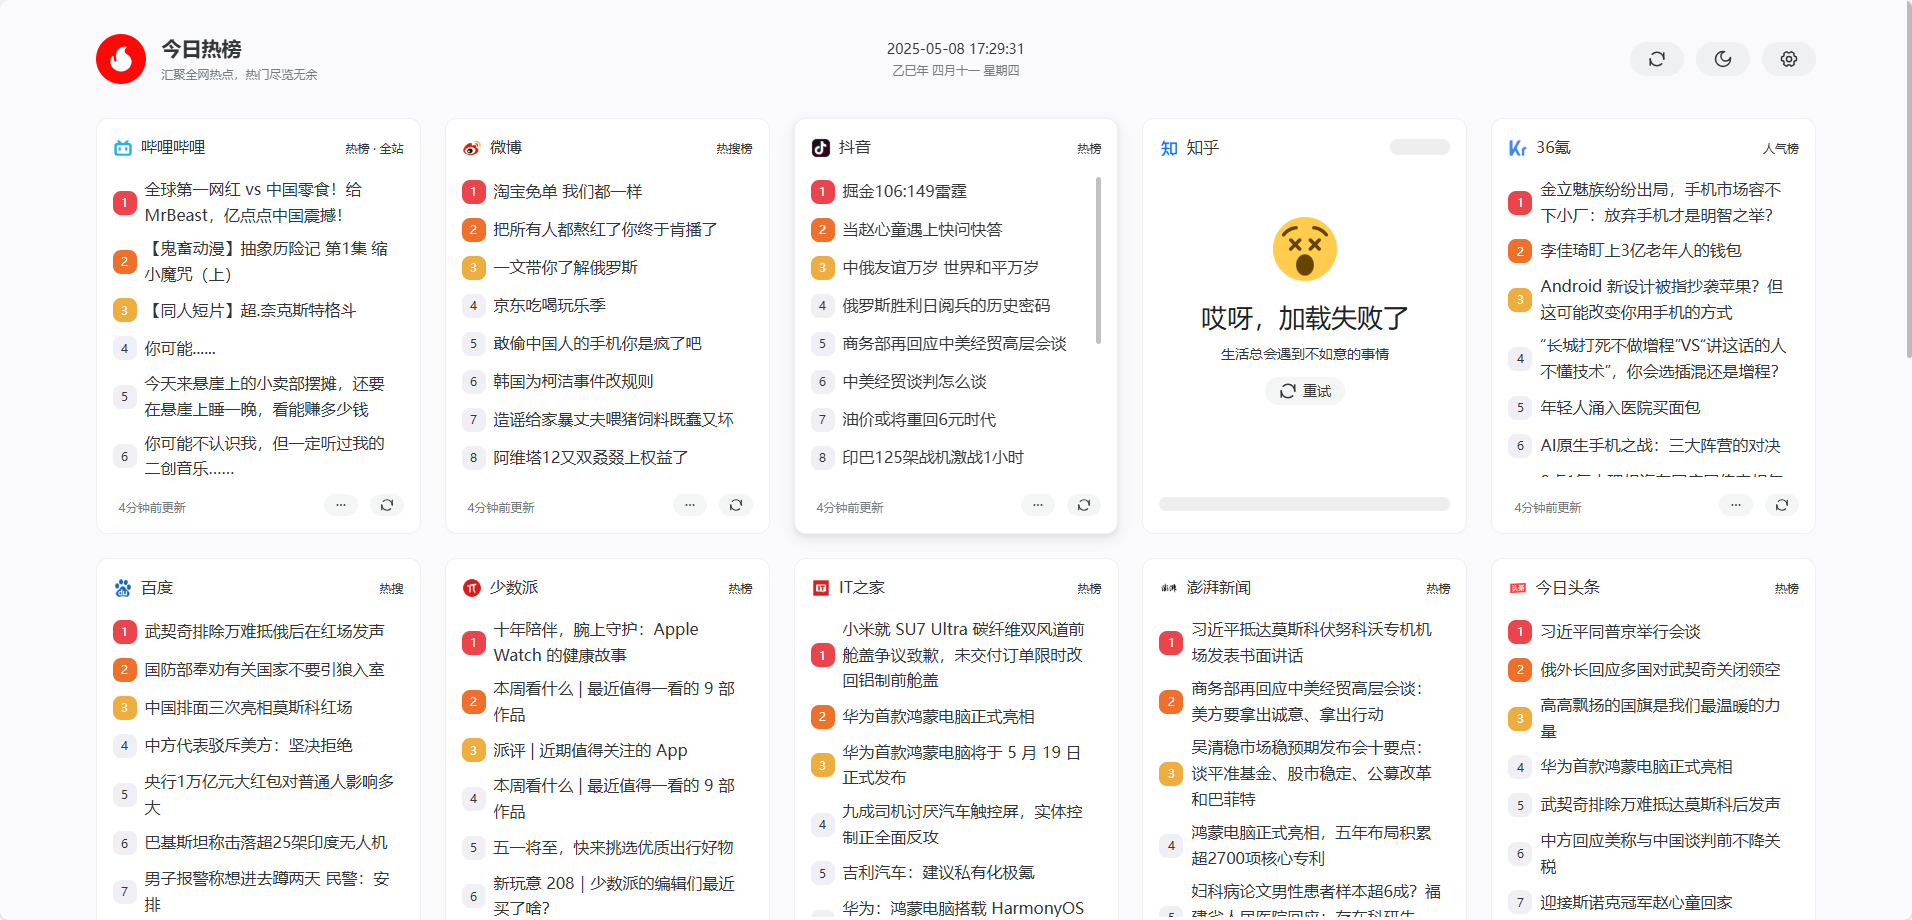 今日热榜
汇聚全网热点，热门尽览无余
2025-05-08 17:29:31
乙巳年 四月十一 星期四
哔哩哔哩
热榜 · 全站
1
全球第一网红 vs 中国零食！给
MrBeast，亿点点中国震撼！
2
【鬼畜动漫】抽象历险记 第1集 缩
小魔咒（上）
3
【同人短片】超.奈克斯特格斗
4
你可能......
5
今天来悬崖上的小卖部摆摊，还要
在悬崖上睡一晚，看能赚多少钱
6
你可能不认识我，但一定听过我的
二创音乐......
4分钟前更新
微博
热搜榜
1
淘宝免单 我们都一样
2
把所有人都熬红了你终于肯播了
3
一文带你了解俄罗斯
4
京东吃喝玩乐季
5
敢偷中国人的手机你是疯了吧
6
韩国为柯洁事件改规则
7
造谣给家暴丈夫喂猪饲料既蠢又坏
8
阿维塔12又双叒叕上权益了
4分钟前更新
抖音
热榜
1
掘金106:149雷霆
2
当赵心童遇上快问快答
3
中俄友谊万岁 世界和平万岁
4
俄罗斯胜利日阅兵的历史密码
5
商务部再回应中美经贸高层会谈
6
中美经贸谈判怎么谈
7
油价或将重回6元时代
8
印巴125架战机激战1小时
4分钟前更新
知 知乎
哎呀，加载失败了
生活总会遇到不如意的事情
重试
Kr 36氪
人气榜
1
金立魅族纷纷出局，手机市场容不
下小厂：放弃手机才是明智之举？
2
李佳琦盯上3亿老年人的钱包
3
Android 新设计被指抄袭苹果？但
这可能改变你用手机的方式
4
“长城打死不做增程”VS“讲这话的人
不懂技术”，你会选插混还是增程？
5
年轻人涌入医院买面包
6
AI原生手机之战：三大阵营的对决
4分钟前更新
百度
热搜
1
武契奇排除万难抵俄后在红场发声
2
国防部奉劝有关国家不要引狼入室
3
中国排面三次亮相莫斯科红场
4
中方代表驳斥美方：坚决拒绝
5
央行1万亿元大红包对普通人影响多
大
6
巴基斯坦称击落超25架印度无人机
7
男子报警称想进去蹲两天 民警：安
排
少数派
热榜
1
十年陪伴，腕上守护：Apple
Watch 的健康故事
2
本周看什么 | 最近值得一看的 9 部
作品
3
派评 | 近期值得关注的 App
4
本周看什么 | 最近值得一看的 9 部
作品
5
五一将至，快来挑选优质出行好物
6
新玩意 208｜少数派的编辑们最近
买了啥？
IT IT之家
热榜
1
小米就 SU7 Ultra 碳纤维双风道前
舱盖争议致歉，未交付订单限时改
回铝制前舱盖
2
华为首款鸿蒙电脑正式亮相
3
华为首款鸿蒙电脑将于 5 月 19 日
正式发布
4
九成司机讨厌汽车触控屏，实体控
制正全面反攻
5
吉利汽车：建议私有化极氪
华为：鸿蒙电脑搭载 HarmonyOS
澎湃新闻
热榜
1
习近平抵达莫斯科伏努科沃专机机
场发表书面讲话
2
商务部再回应中美经贸高层会谈：
美方要拿出诚意、拿出行动
3
吴清稳市场稳预期发布会十要点：
谈平准基金、股市稳定、公募改革
和巴菲特
4
鸿蒙电脑正式亮相，五年布局积累
超2700项核心专利
5
妇科病论文男性患者样本超6成？福
头条 今日头条
热榜
1
习近平同普京举行会谈
2
俄外长回应多国对武契奇关闭领空
3
高高飘扬的国旗是我们最温暖的力
量
4
华为首款鸿蒙电脑正式亮相
5
武契奇排除万难抵达莫斯科后发声
6
中方回应美称与中国谈判前不降关
税
7
迎接斯诺克冠军赵心童回家